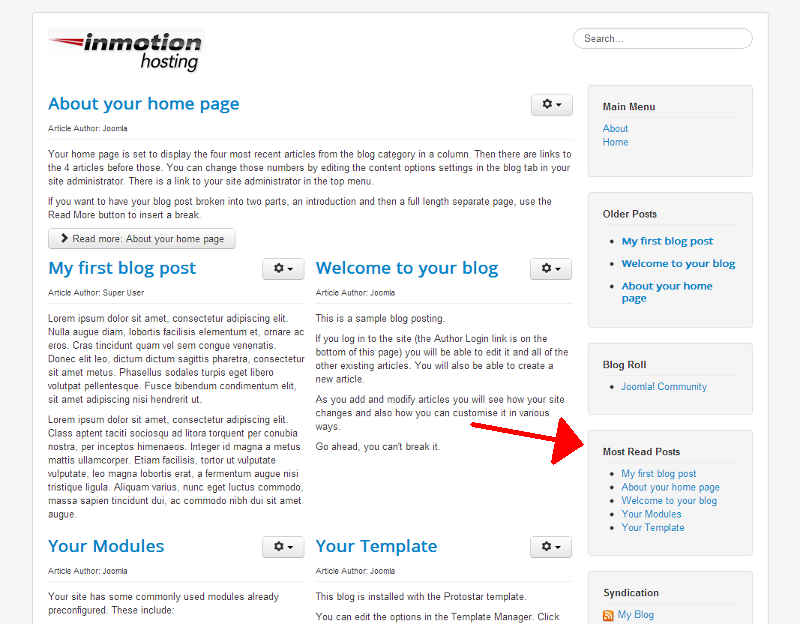 inmotion
hosting
Search...
About your home page
Article Author: Joomla
Your home page is set to display the four most recent articles from the blog category in a column. Then there are links to
the 4 articles before those. You can change those numbers by editing the content options settings in the blog tab in your
site administrator. There is a link to your site administrator in the top menu.
If you want to have your blog post broken into two parts, an introduction and then a full length separate page, use the
Read More button to insert a break.
Read more: About your home page
My first blog post
Article Author: Super User
Lorem ipsum dolor sit amet, consectetur adipiscing elit.
Nulla augue diam, lobortis facilisis elementum et, ornare ac
eros. Cras tincidunt quam vel sem congue venenatis.
Donec elit leo, dictum dictum sagittis pharetra, consectetur
sit amet metus. Phasellus sodales turpis eget libero
volutpat pellentesque. Fusce bibendum condimentum elit,
sit amet adipiscing nisi hendrerit ut.
Lorem ipsum dolor sit amet, consectetur adipiscing elit.
Class aptent taciti sociosqu ad litora torquent per conubia
nostra, per inceptos himenaeos. Integer id magna a metus
mattis ullamcorper. Etiam facilisis, tortor ut vulputate
vulputate, leo magna lobortis erat, a fermentum augue nisi
tristique ligula. Aliquam varius, nunc eget luctus commodo,
massa sapien tincidunt dui, ac commodo nibh dui sit amet
augue.
Welcome to your blog
Article Author: Joomla
This is a sample blog posting.
If you log in to the site (the Author Login link is on the
bottom of this page) you will be able to edit it and all of the
other existing articles. You will also be able to create a
new article.
As you add and modify articles you will see how your site
changes and also how you can customise it in various
ways.
Go ahead, you can't break it.
Your Modules
Article Author: Joomla
Your site has some commonly used modules already
preconfigured. These include:
Your Template
Article Author: Joomla
This blog is installed with the Protostar template.
You can edit the options in the Template Manager. Click
Main Menu
About
Home
Older Posts
My first blog post
Welcome to your blog
About your home
page
Blog Roll
Joomla! Community
Most Read Posts
My first blog post
About your home page
Welcome to your blog
Your Modules
Your Template
Syndication
My Blog